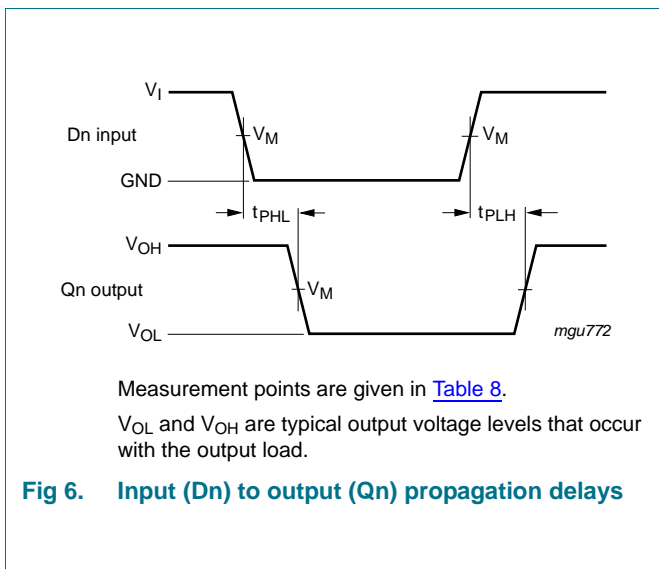 V_I
Dn input
V_M
V_M
GND
t_PHL
t_PLH
V_OH
Qn output
V_M
V_OL
mgu772
Measurement points are given in Table 8.
V_OL and V_OH are typical output voltage levels that occur
with the output load.
Fig 6. Input (Dn) to output (Qn) propagation delays